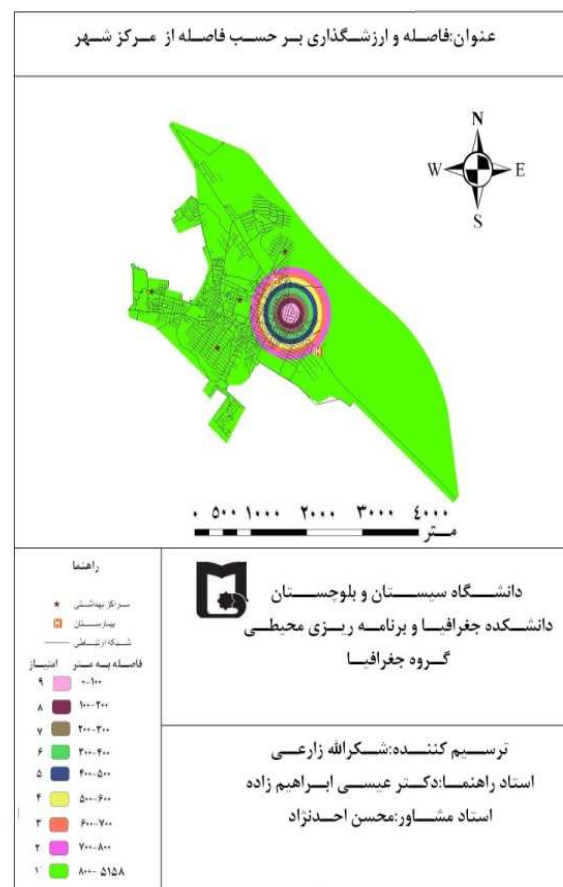 عنوان:فاصله و ارزشگذاری بر حسب فاصله از مرکز شهر
N
W E
S
۰ ۵۰۰ ۱۰۰۰ ۲۰۰۰ ۳۰۰۰ ۴۰۰۰
متر
راهنما
مراکز بهداشتی
H بیمارستان
شبکه ارتباطی
فاصله به متر امتیاز
۰-۱۰۰ ۹
۱۰۰-۲۰۰ ۸
۲۰۰-۳۰۰ ۷
۳۰۰-۴۰۰ ۶
۴۰۰-۵۰۰ ۵
۵۰۰-۶۰۰ ۴
۶۰۰-۷۰۰ ۳
۷۰۰-۸۰۰ ۲
۸۰۰-۵۱۵۸ ۱
دانشگاه سیستان و بلوچستان
دانشکده جغرافیا و برنامه ریزی محیطی
گروه جغرافیا
ترسیم کننده:شکرالله زارعی
استاد راهنما:دکتر عیسی ابراهیم زاده
استاد مشاور:محسن احدنژاد